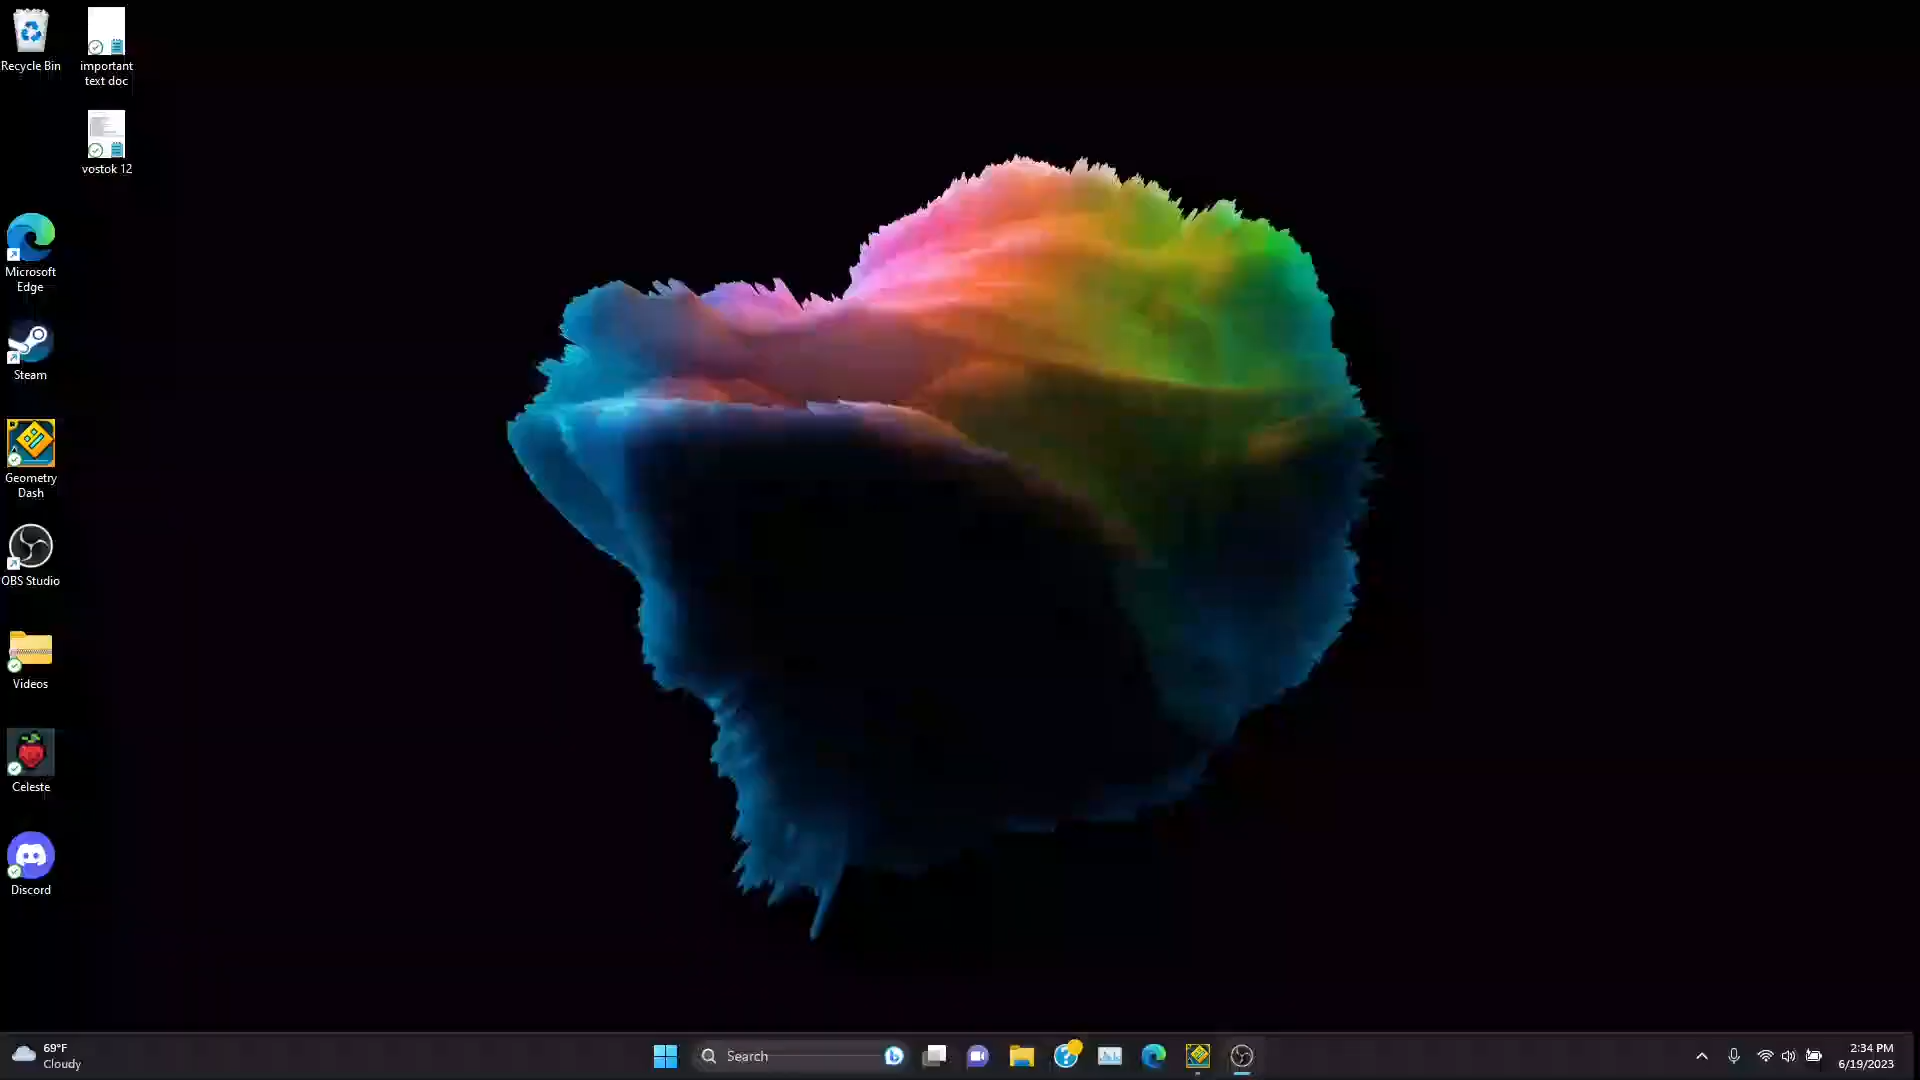 Recycle Bin
important
text doc
vostok 12
Microsoft
Edge
Steam
Geometry
Dash
OBS Studio
Videos
Celeste
Discord
69°F
Cloudy
Search
2:34 PM
6/19/2023